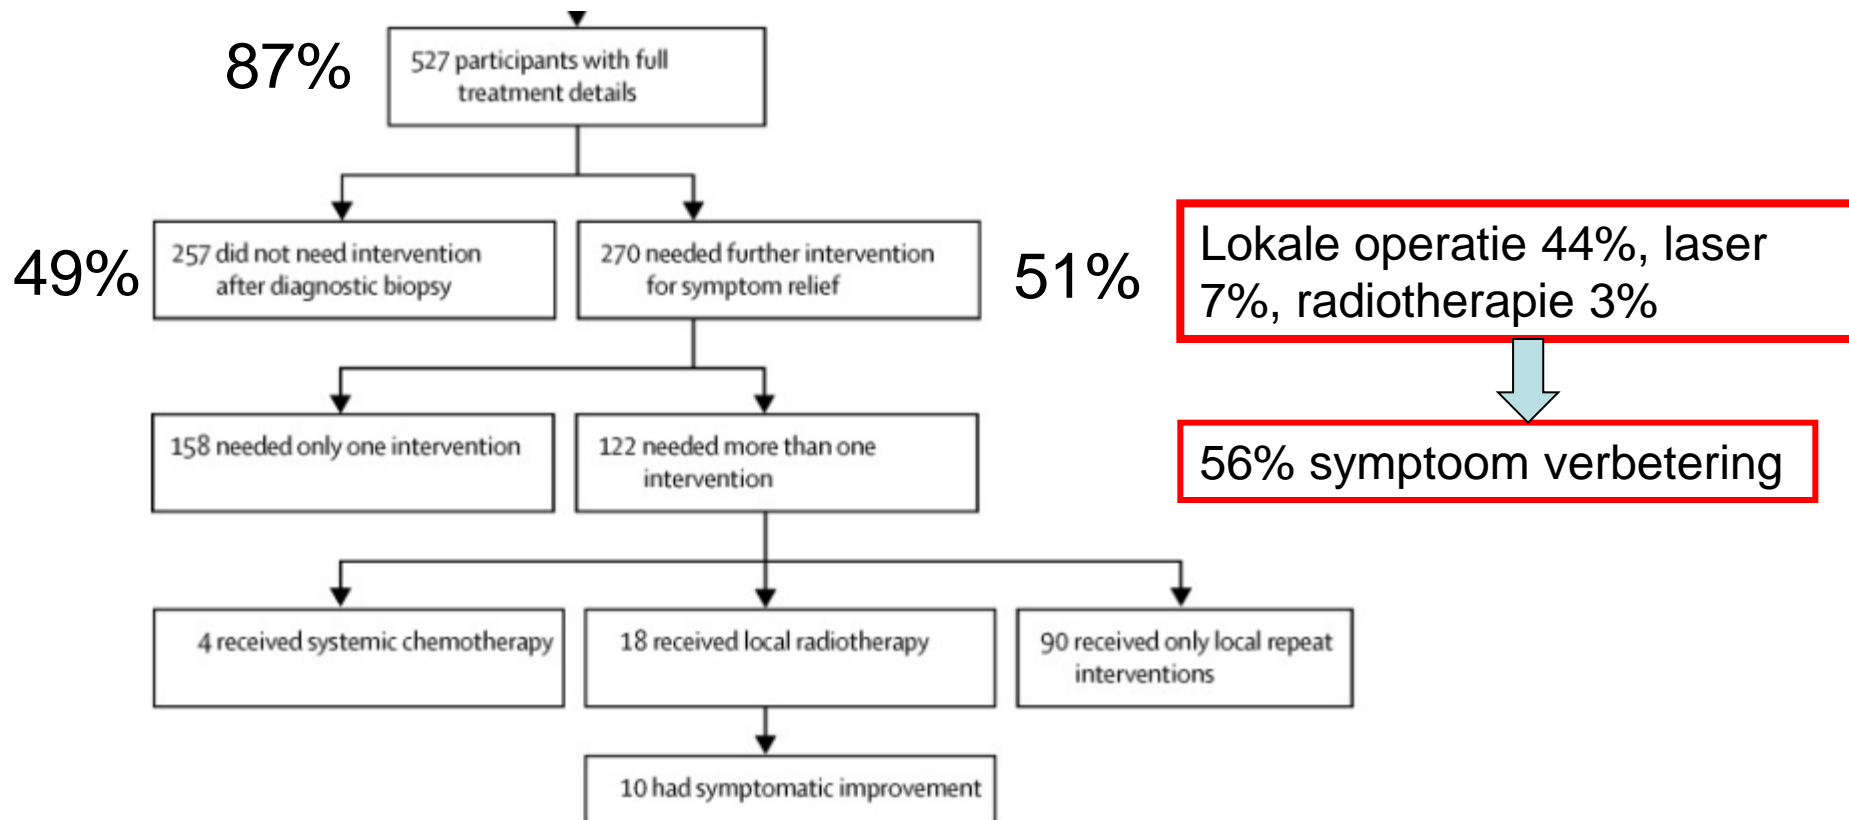 87%
527 participants with full
treatment details
49%
257 did not need intervention
after diagnostic biopsy
270 needed further intervention
for symptom relief
51%
Lokale operatie 44%, laser
7%, radiotherapie 3%
158 needed only one intervention
122 needed more than one
intervention
56% symptoom verbetering
4 received systemic chemotherapy
18 received local radiotherapy
90 received only local repeat
interventions
10 had symptomatic improvement